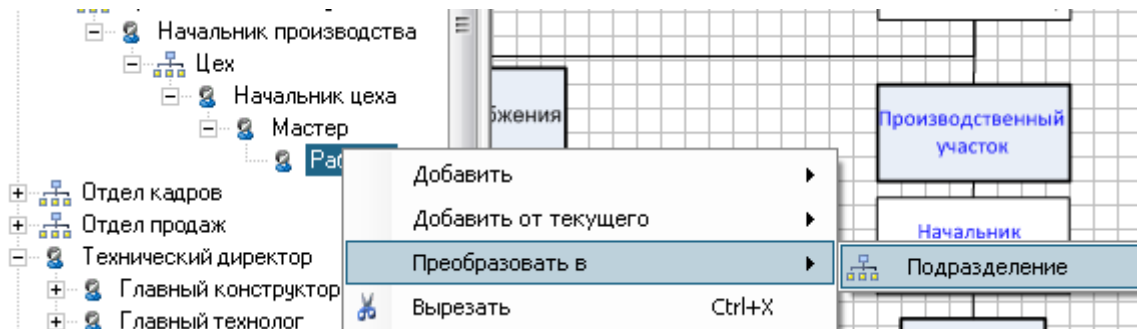 Начальник производства
Цех
Начальник цеха
Мастер
Отдел кадров
Отдел продаж
Технический директор
Главный конструктор
Главный технолог
Добавить
Добавить от текущего
Преобразовать в
Вырезать Ctrl+X
Подразделение
Производственный
участок
Начальник